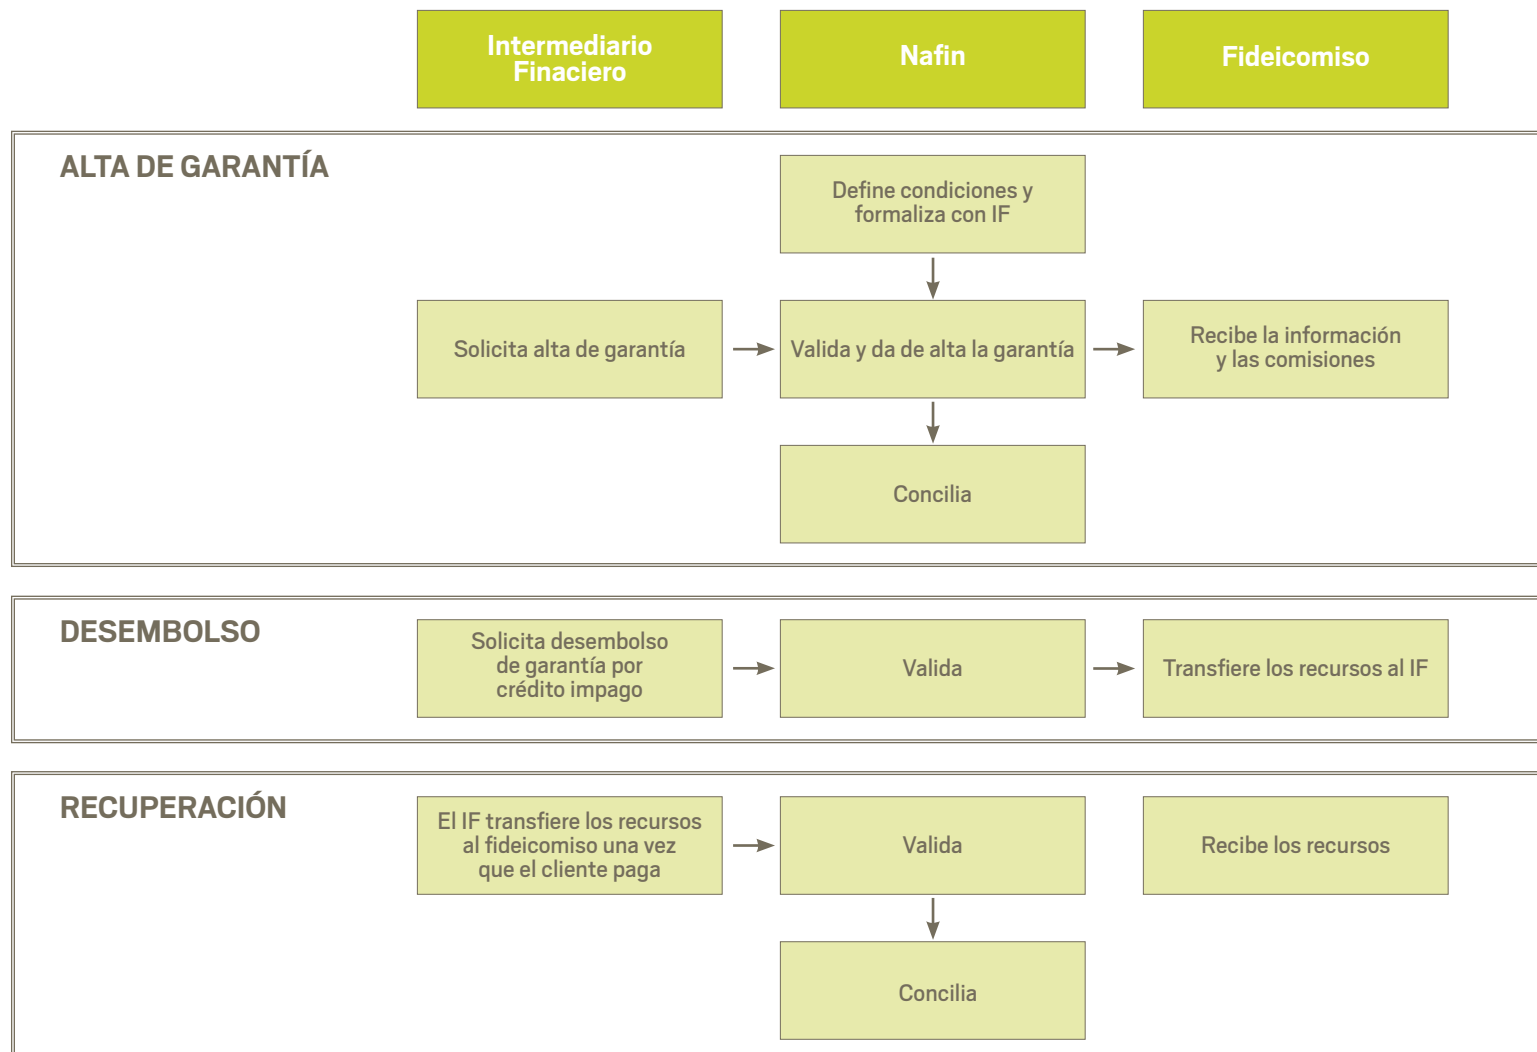 Intermediario
Finaciero
Nafin
Fideicomiso
ALTA DE GARANTÍA
Define condiciones y
formaliza con IF
Solicita alta de garantía
Valida y da de alta la garantía
Recibe la información
y las comisiones
Concilia
DESEMBOLSO
Solicita desembolso
de garantía por
crédito impago
Valida
Transfiere los recursos al IF
RECUPERACIÓN
El IF transfiere los recursos
al fideicomiso una vez
que el cliente paga
Valida
Recibe los recursos
Concilia